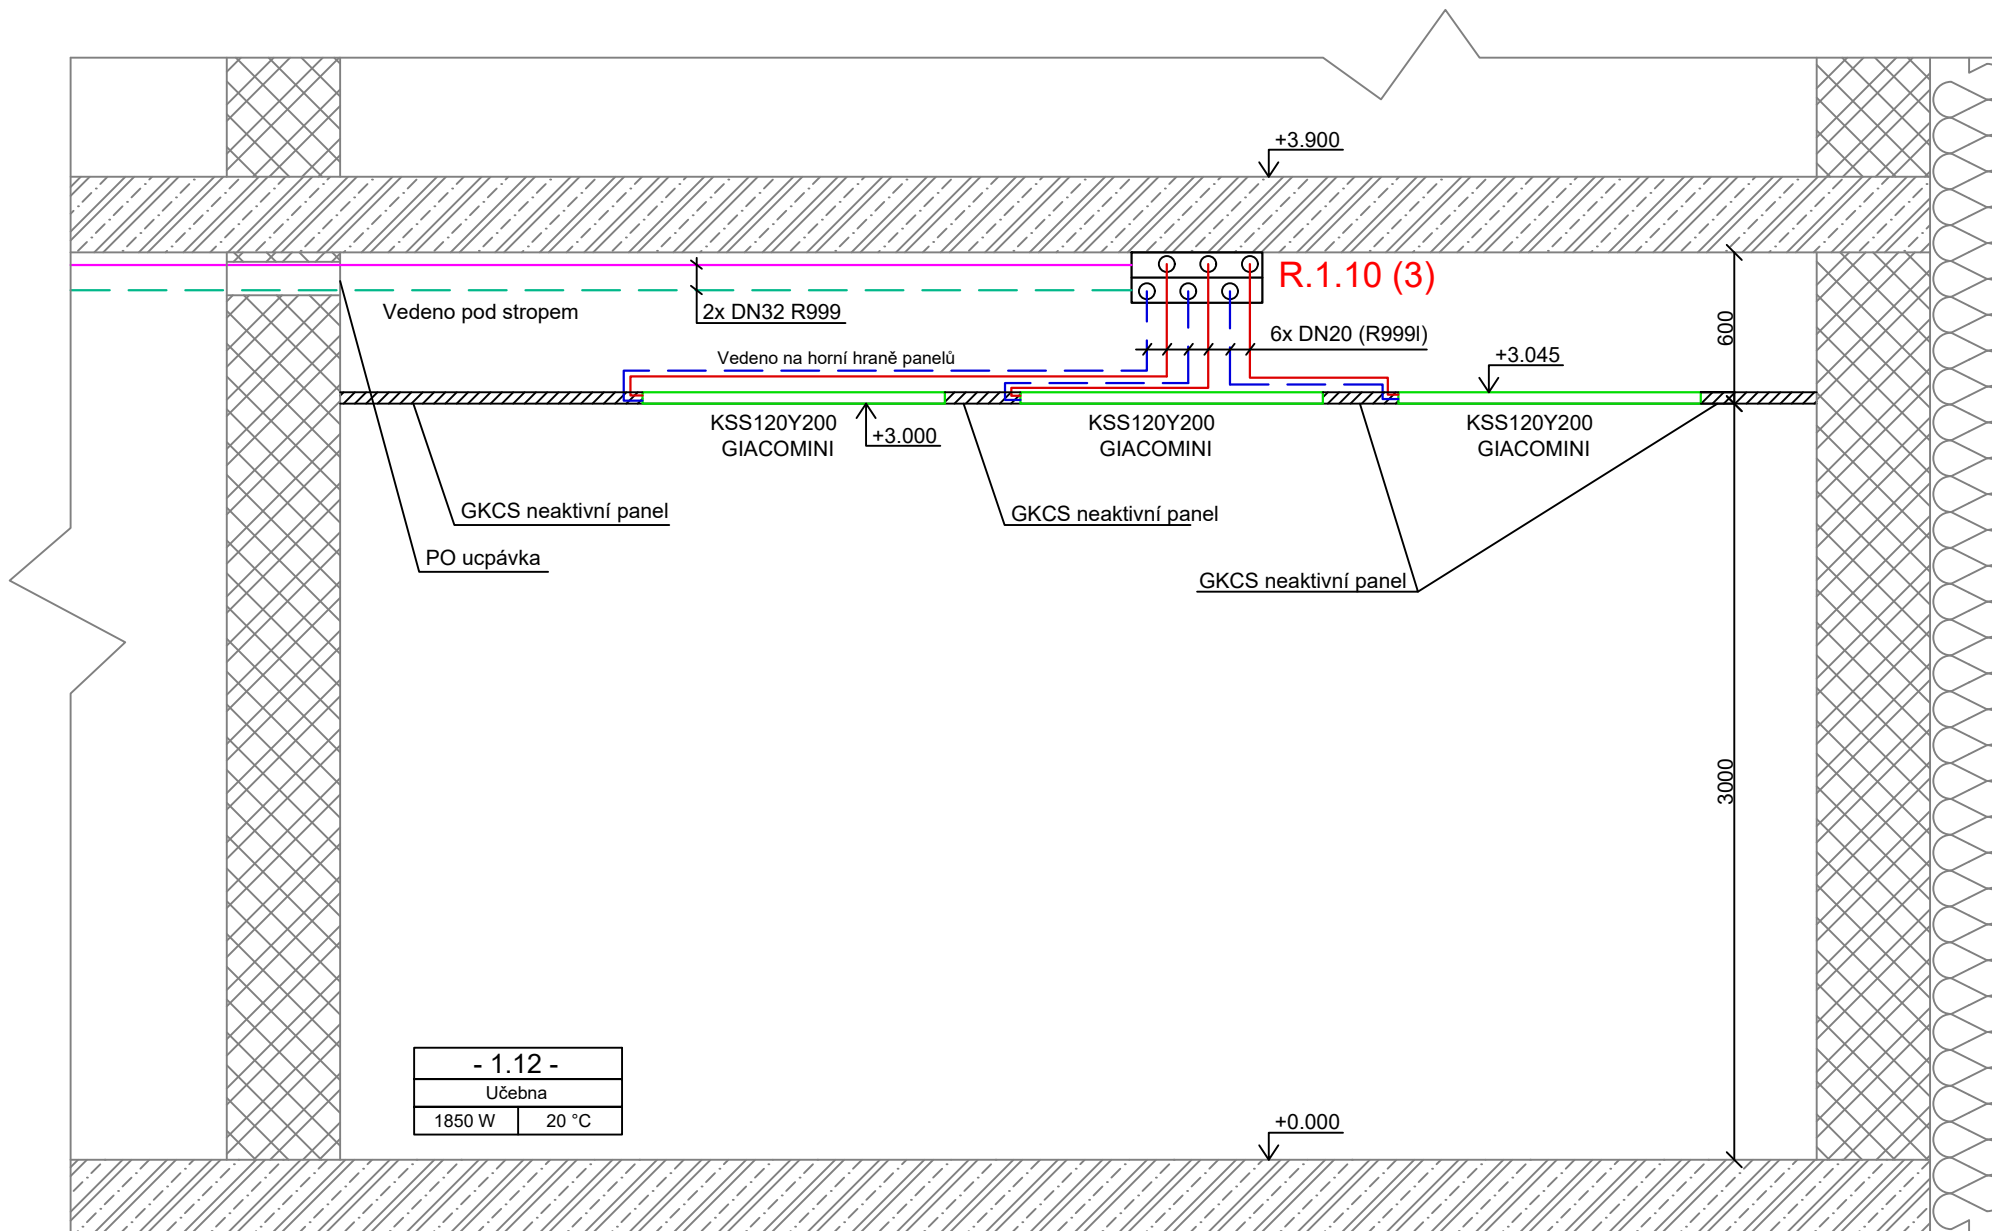 +3.900
R.1.10 (3)
Vedeno pod stropem
2x DN32 R999
6x DN20 (R999l)
600
Vedeno na horní hraně panelů
+3.045
KSS120Y200
GIACOMINI
+3.000
KSS120Y200
GIACOMINI
KSS120Y200
GIACOMINI
GKCS neaktivní panel
GKCS neaktivní panel
PO ucpávka
GKCS neaktivní panel
3000
- 1.12 -
Učebna
1850 W
20 °C
+0.000